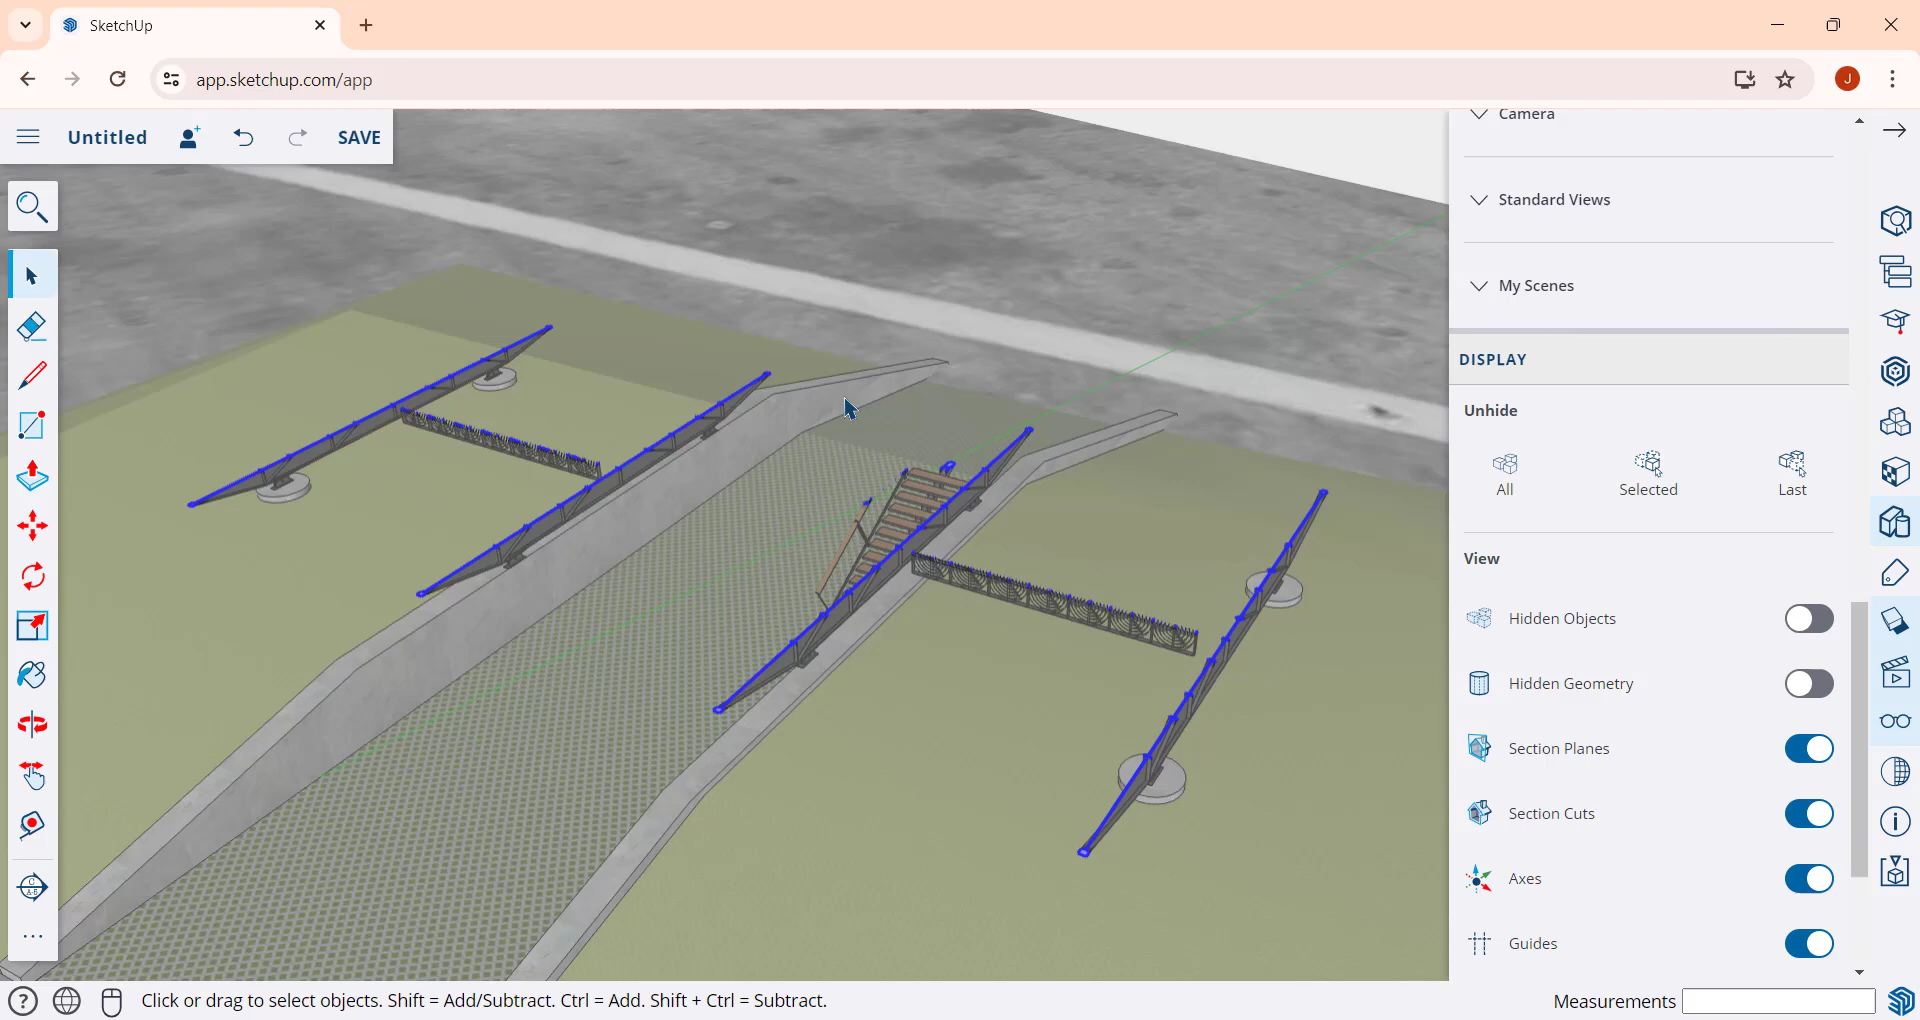 SketchUp
app.sketchup.com/app
J
Untitled
SAVE
Camera
Standard Views
My Scenes
DISPLAY
Unhide
All
Selected
Last
View
Hidden Objects
Hidden Geometry
Section Planes
Section Cuts
Axes
Guides
Click or drag to select objects. Shift = Add/Subtract. Ctrl = Add. Shift + Ctrl = Subtract.
Measurements